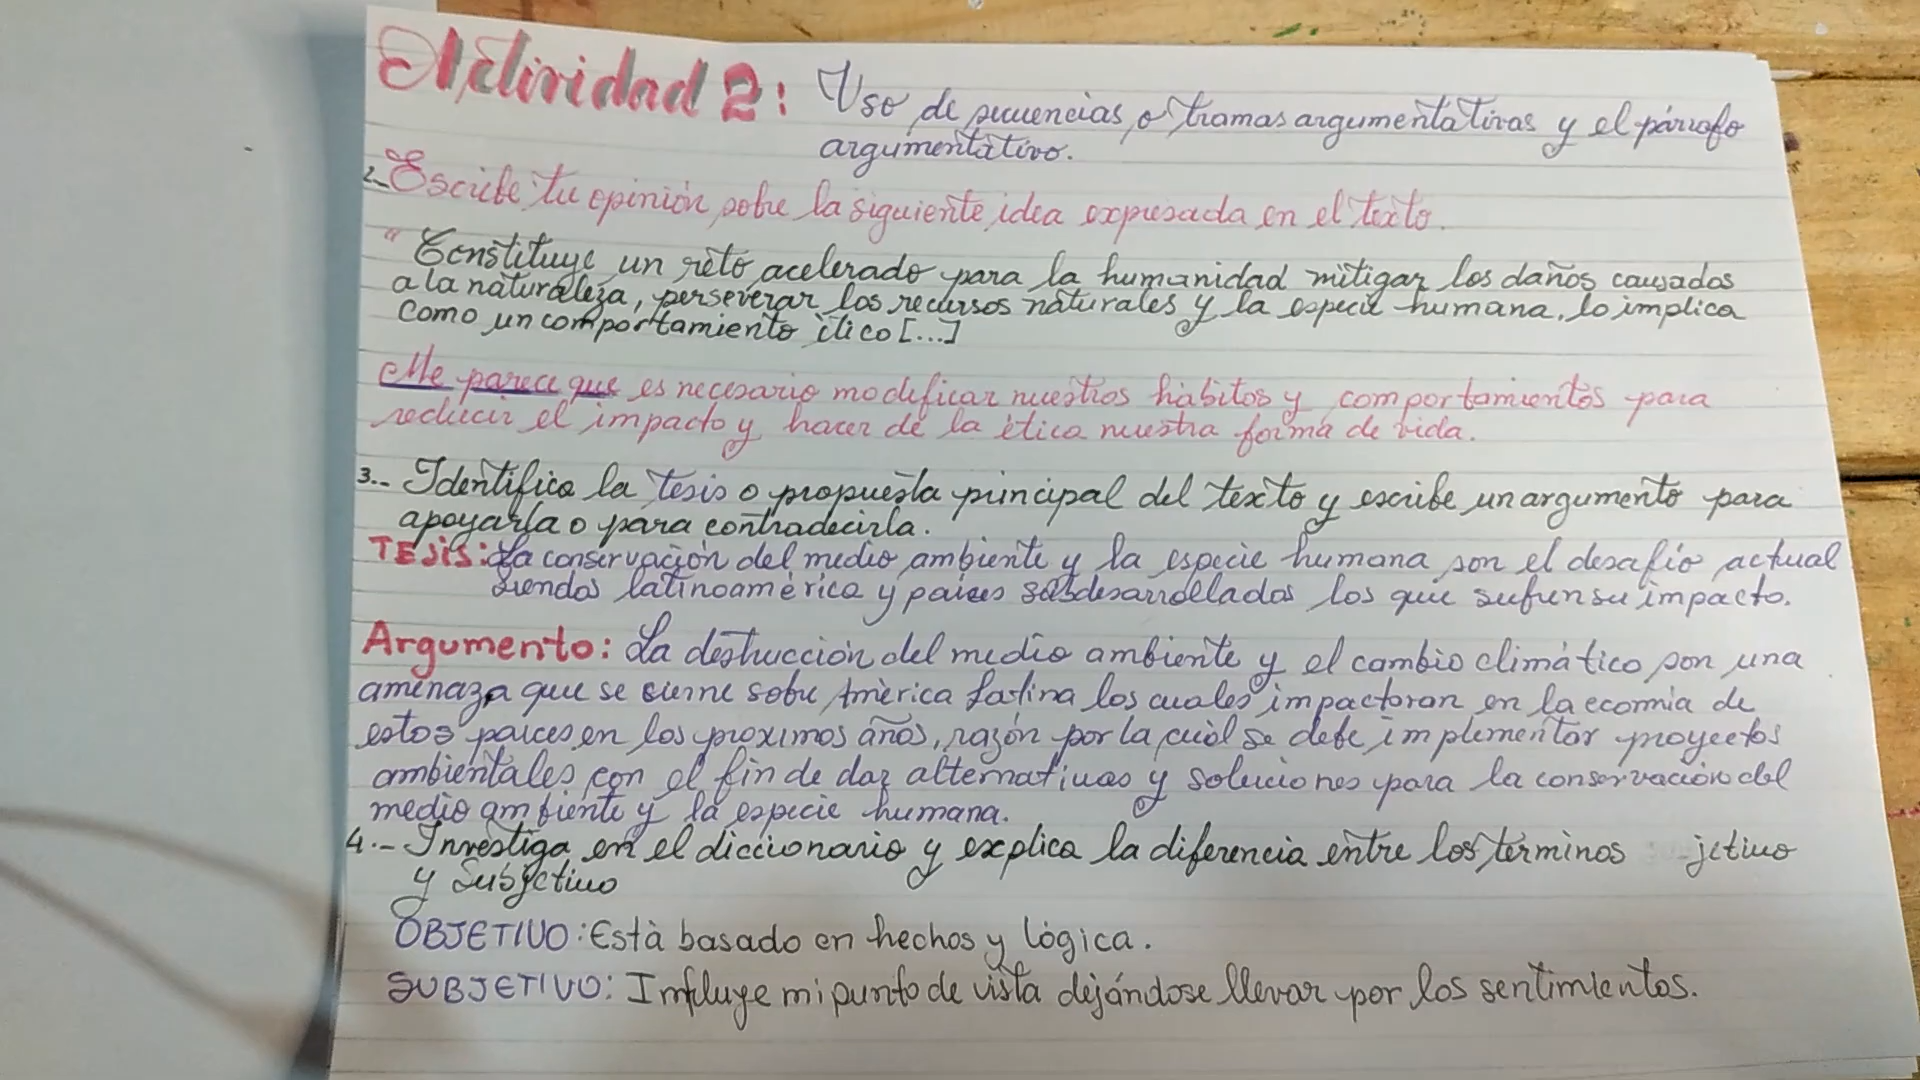 Actividad 2: Uso de secuencias o tramas argumentativas y el párrafo
argumentativo.
2- Escribe tu opinión sobre la siguiente idea expresada en el texto.
"Constituye un reto acelerado para la humanidad mitigar los daños causados
a la naturaleza, perseverar los recursos naturales y la especie humana, lo implica
como un comportamiento ético [...]
Me parece que es necesario modificar nuestros hábitos y comportamientos para
reducir el impacto y hacer de la ética nuestra forma de vida.
3.- Identifica la tesis o propuesta principal del texto y escribe un argumento para
apoyarla o para contradecirla.
TESIS: La conservación del medio ambiente y la especie humana son el desafío actual
siendos latinoamérica y países subdesarrollados los que sufren su impacto.
Argumento: La destrucción del medio ambiente y el cambio climático son una
amenaza que se cierne sobre América Latina los cuales impactoran en la ecomia de
estos países en los proximos años, razón por la cuál se debe implementar proyectos
ambientales con el fin de dar alternativas y soluciones para la conservación del
medio ambiente y la especie humana.
4.- Investiga en el diccionario y explica la diferencia entre los términos jetivo
y Subjetivo
OBJETIVO: Està basado en hechos y lógica.
SUBJETIVO: Influye mi punto de vista dejándose llevar por los sentimientos.